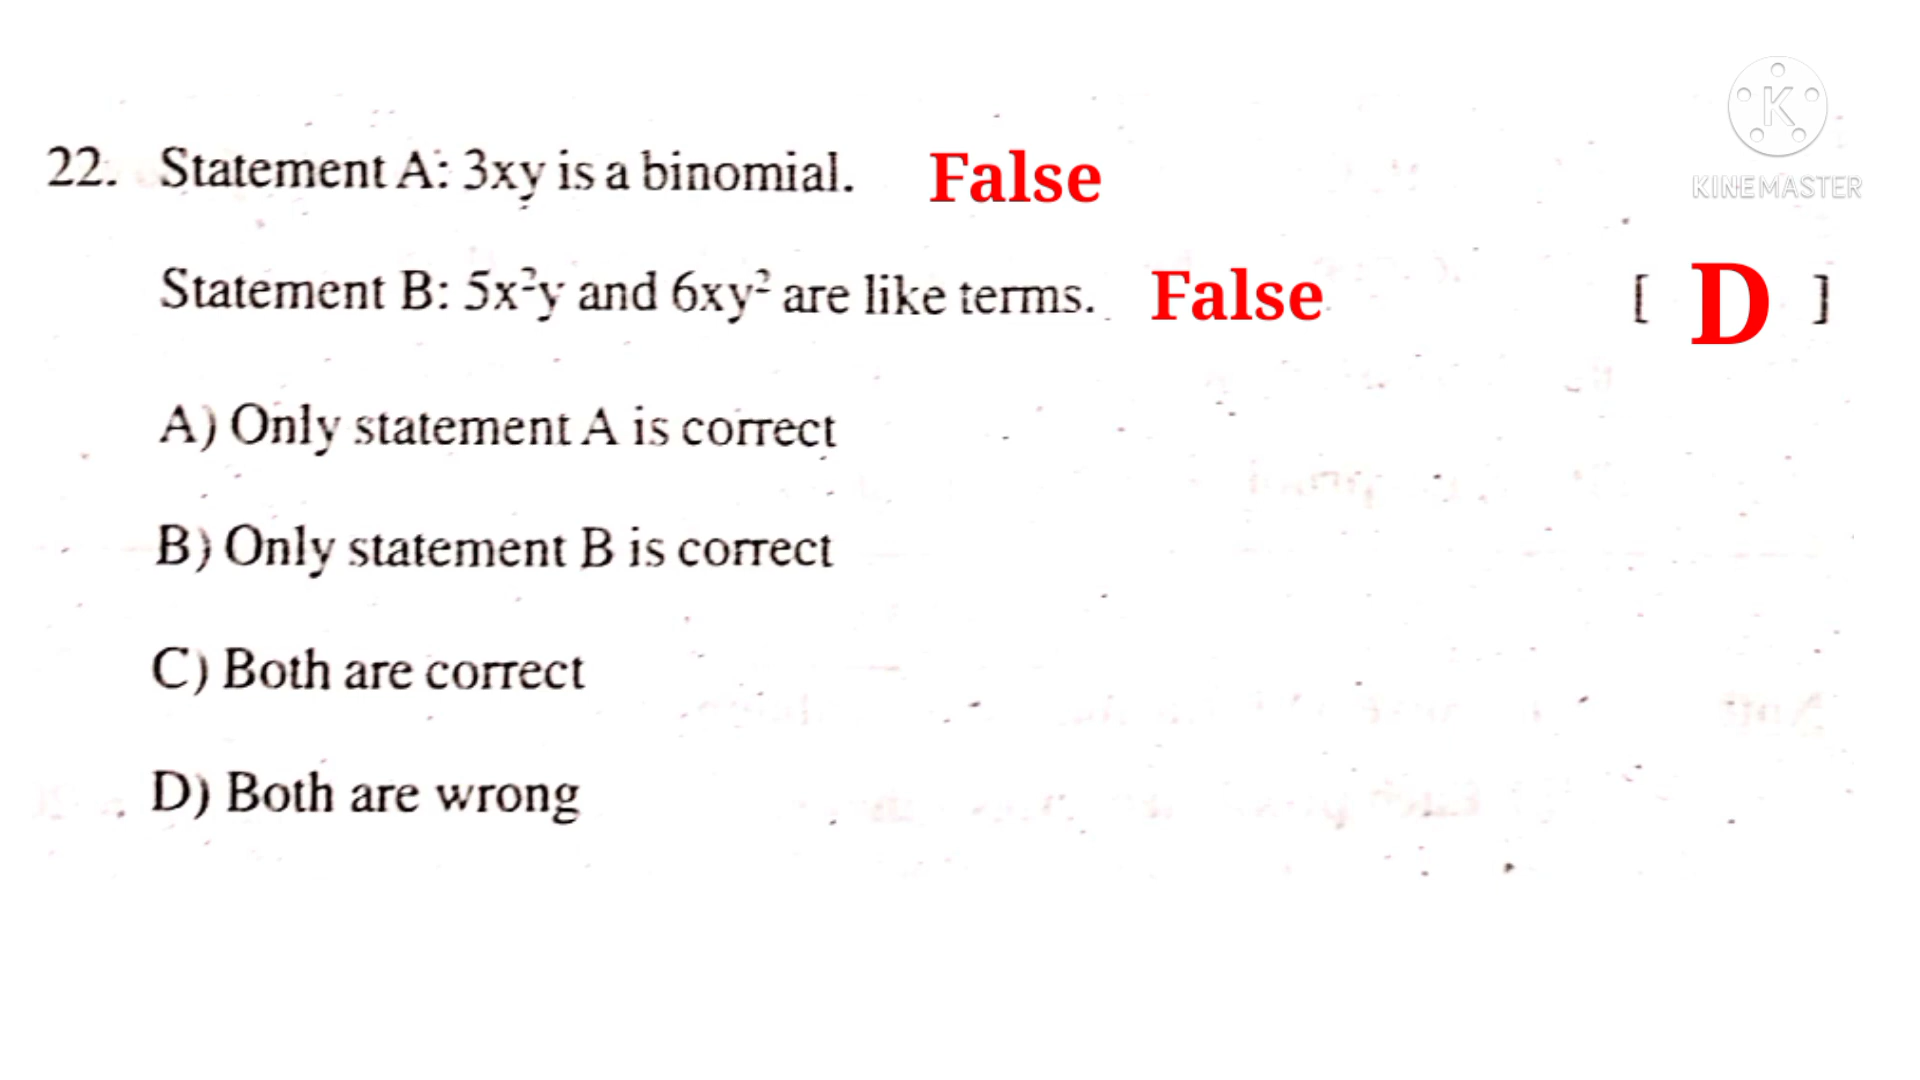 K
KINEMASTER
22. Statement A: 3xy is a binomial. False
Statement B: 5x²y and 6xy² are like terms. False [ D ]
A) Only statement A is correct
B) Only statement B is correct
C) Both are correct
D) Both are wrong